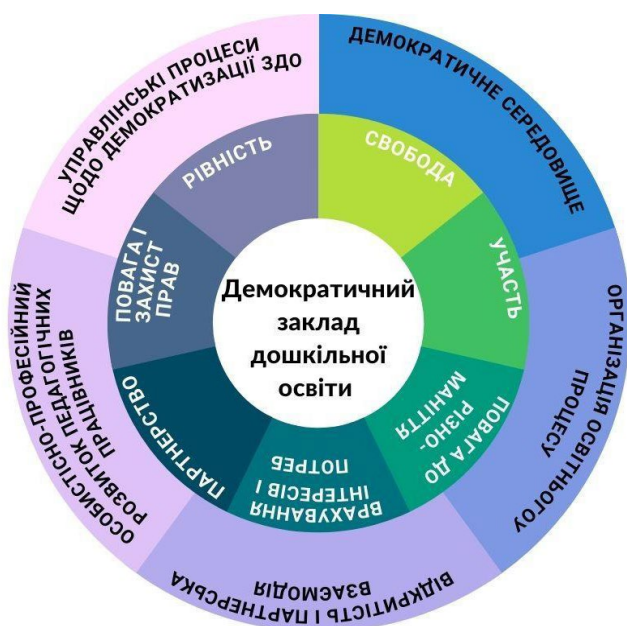 Демократичний
заклад
дошкільної
освіти
СВОБОДА
УЧАСТЬ
ПОВАГА ДО
РІЗНО-
МАНІТТЯ
ВРАХУВАННЯ
ІНТЕРЕСІВ І
ПОТРЕБ
ПАРТНЕРСТВО
ПОВАГА І
ЗАХИСТ
ПРАВ
РІВНІСТЬ
ДЕМОКРАТИЧНЕ СЕРЕДОВИЩЕ
ОРГАНІЗАЦІЯ ОСВІТНЬОГОУ
ПРОЦЕСУ
ВІДКРИТІСТЬ І ПАРТНЕРСЬКА
ВЗАЄМОДІЯ
ОСОБИСТІСНО-ПРОФЕСІЙНИЙ
РОЗВИТОК ПЕДАГОГІЧНИХ
ПРАЦІВНИКІВ
УПРАВЛІНСЬКІ ПРОЦЕСИ
ЩОДО ДЕМОКРАТИЗАЦІЇ ЗДО